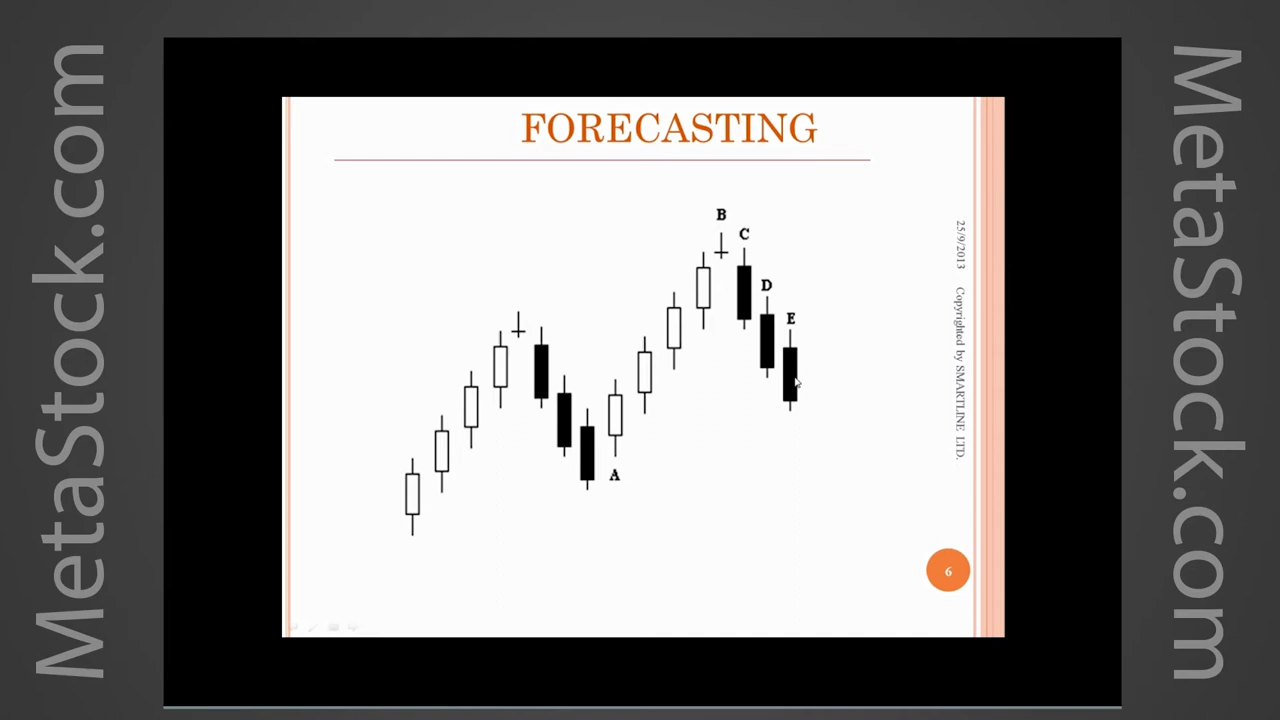 MetaStock.com
FORECASTING
B
C
D
E
A
25/9/2013 Copyrighted by SMARTLINE LTD.
6
MetaStock.com